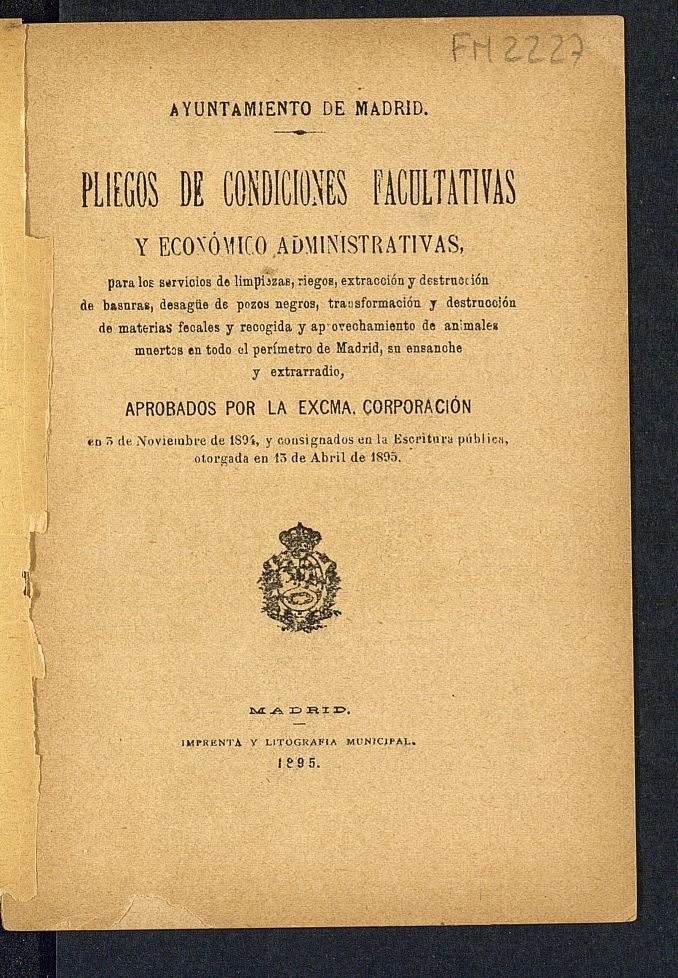 FM2227
AYUNTAMIENTO DE MADRID.
PLIEGOS DE CONDICIONES FACULTATIVAS
Y ECONÓMICO ADMINISTRATIVAS,
para los servicios de limpiezas, riegos, extracción y destrucción
de basuras, desagüe de pozos negros, transformación y destrucción
de materias fecales y recogida y aprovechamiento de animales
muertos en todo el perímetro de Madrid, su ensanche
y extrarradio,
APROBADOS POR LA EXCMA. CORPORACIÓN
en 3 de Noviembre de 1894, y consignados en la Escritura pública,
otorgada en 13 de Abril de 1895.
MADRID.
IMPRENTA Y LITOGRAFIA MUNICIPAL.
1895.